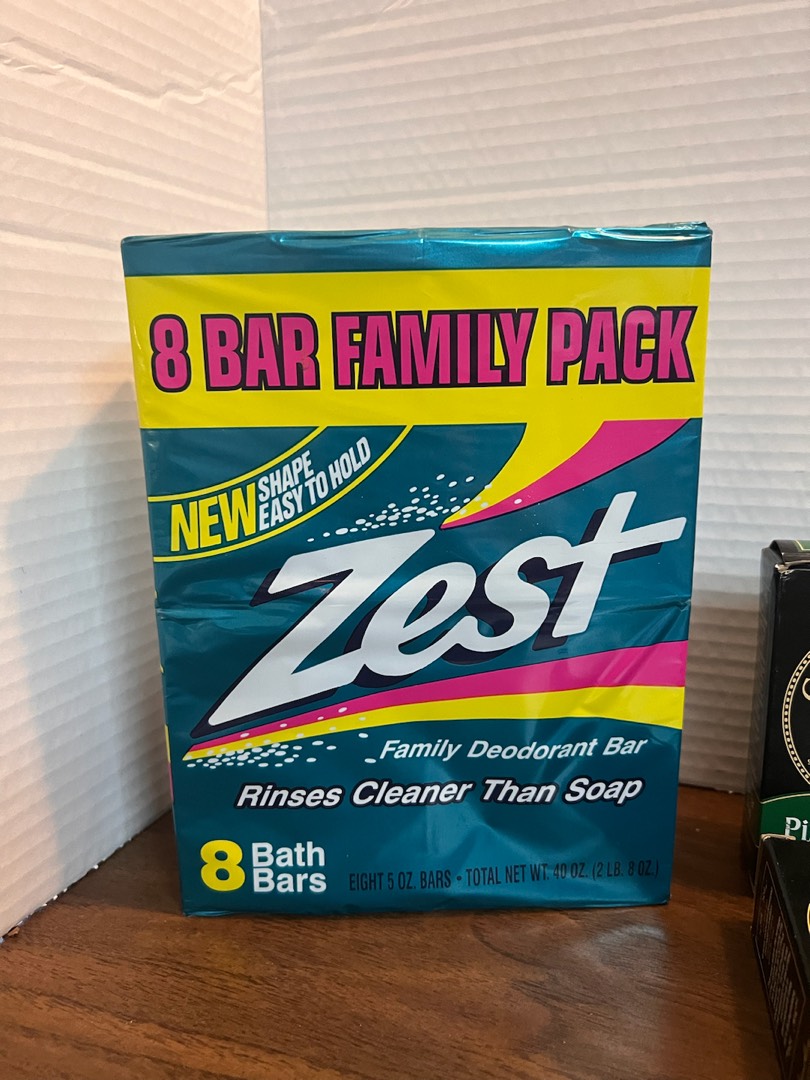 8 BAR FAMILY PACK
NEW SHAPE
EASY TO HOLD
Zest
Family Deodorant Bar
Rinses Cleaner Than Soap
8 Bath
Bars
EIGHT 5 OZ. BARS • TOTAL NET WT. 40 OZ. (2 LB. 8 OZ.)